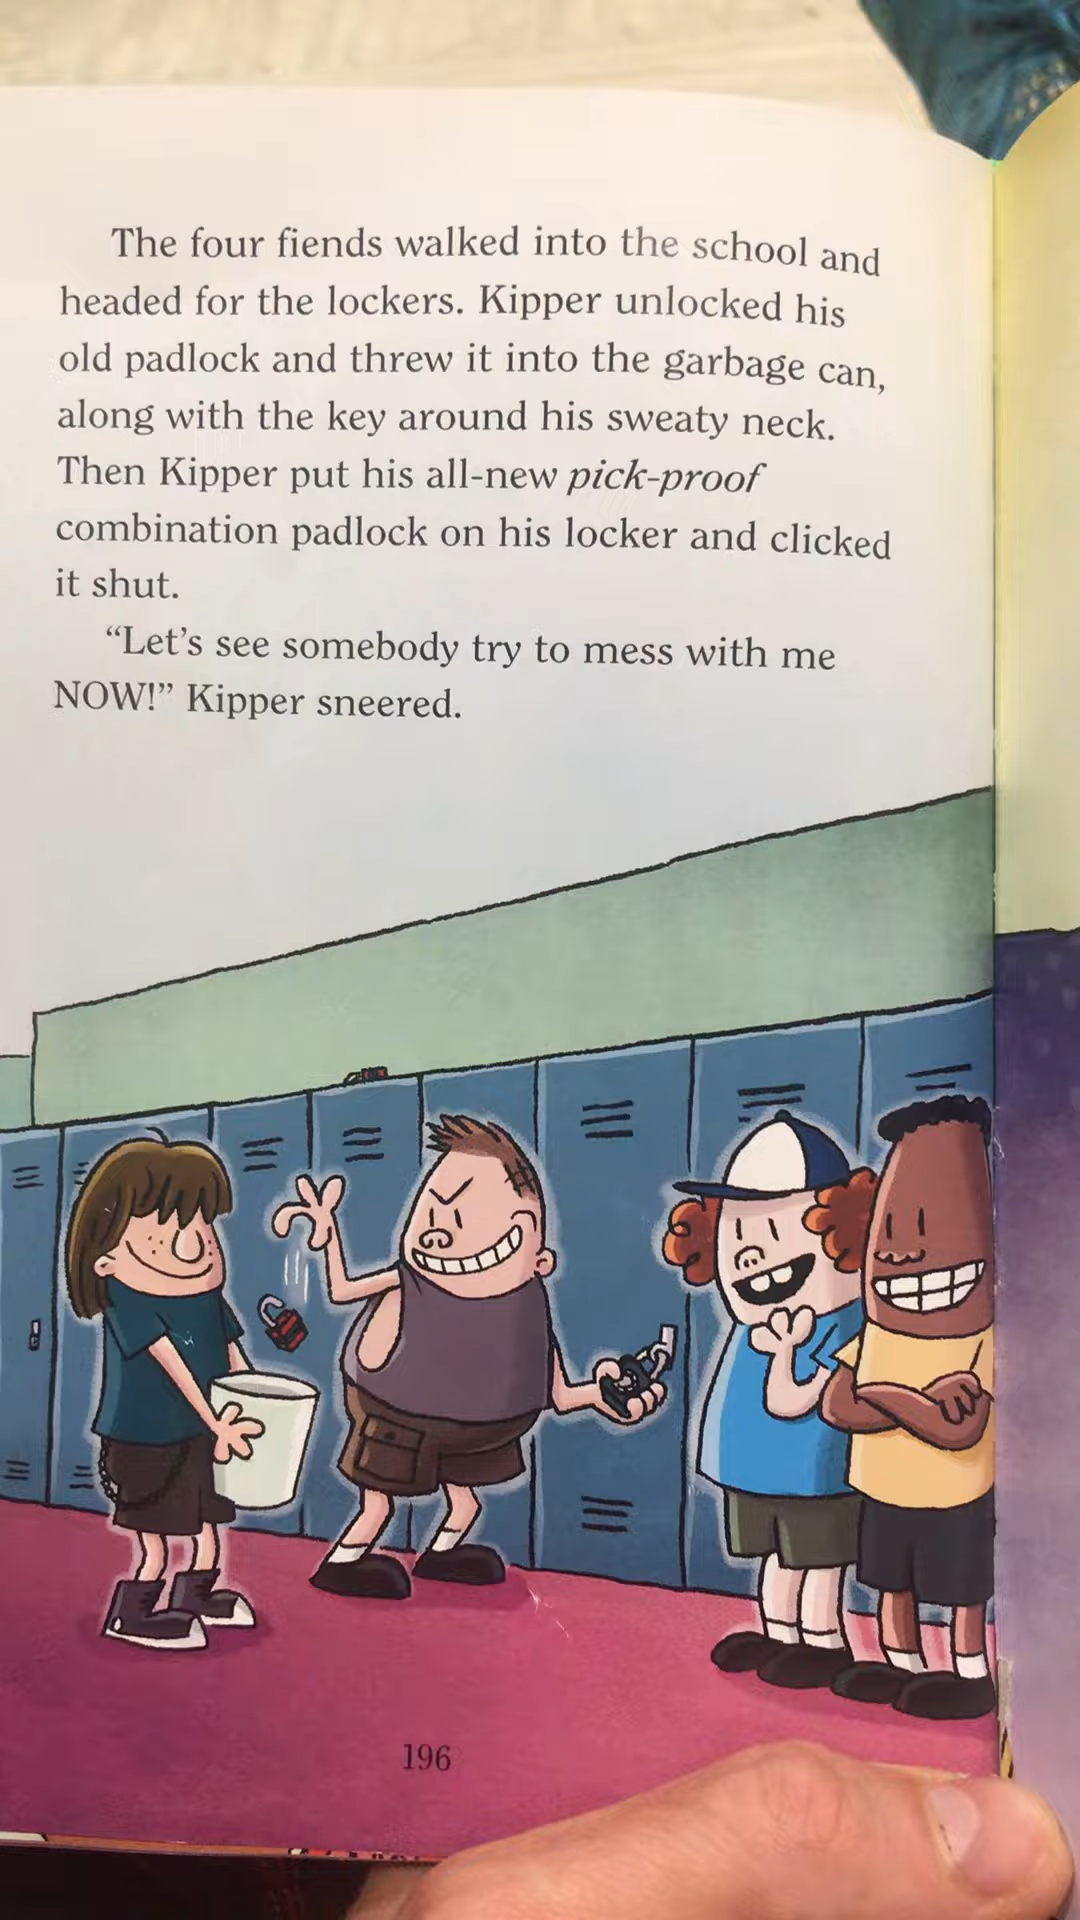 The four fiends walked into the school and
headed for the lockers. Kipper unlocked his
old padlock and threw it into the garbage can,
along with the key around his sweaty neck.
Then Kipper put his all-new pick-proof
combination padlock on his locker and clicked
it shut.
“Let’s see somebody try to mess with me
NOW!” Kipper sneered.
196